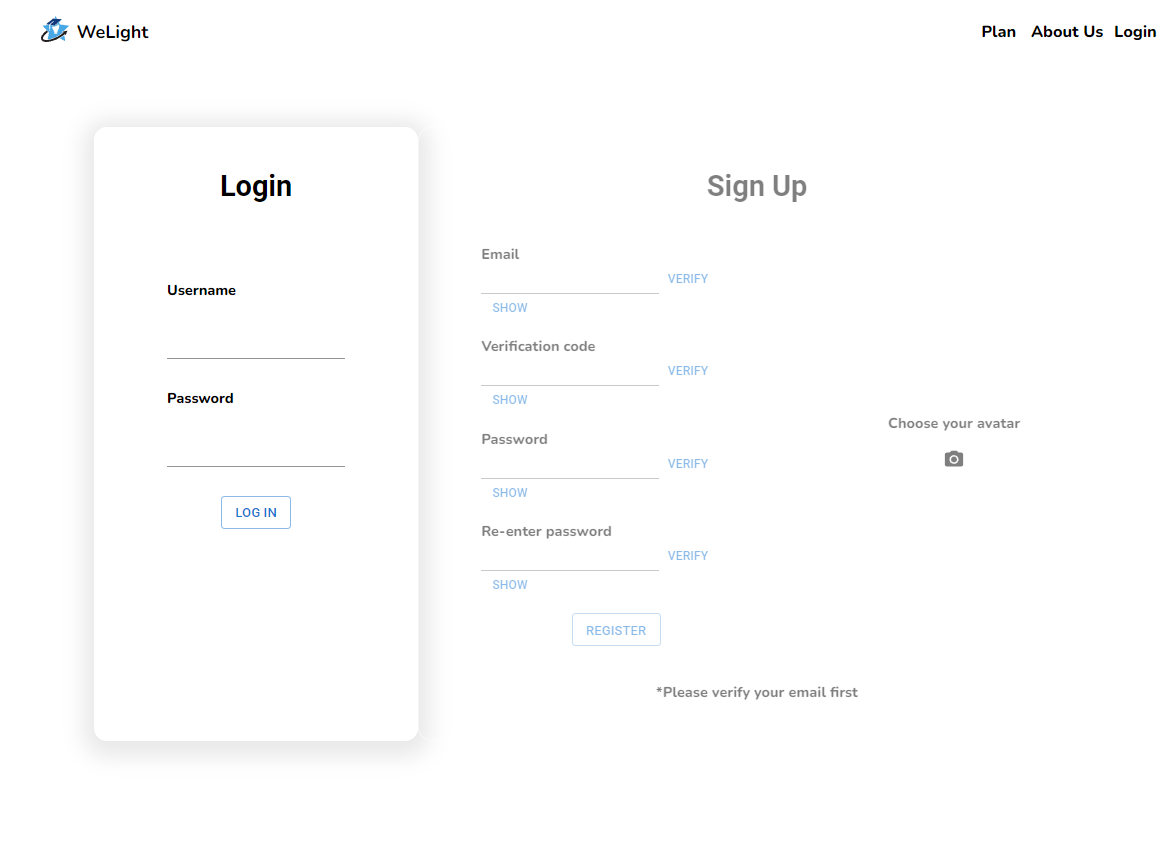 WeLight
Plan About Us Login
Login
Username
Password
LOG IN
Sign Up
Email
VERIFY
SHOW
Verification code
VERIFY
SHOW
Password
VERIFY
SHOW
Re-enter password
VERIFY
SHOW
REGISTER
Choose your avatar
*Please verify your email first